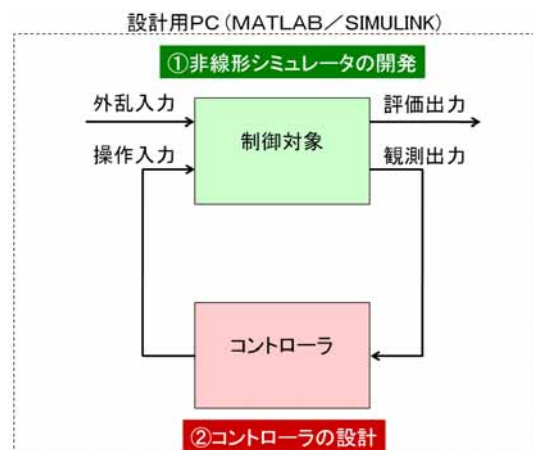 設計用PC(MATLAB/SIMULINK)
①非線形シミュレータの開発
外乱入力
評価出力
制御対象
操作入力
観測出力
コントローラ
②コントローラの設計